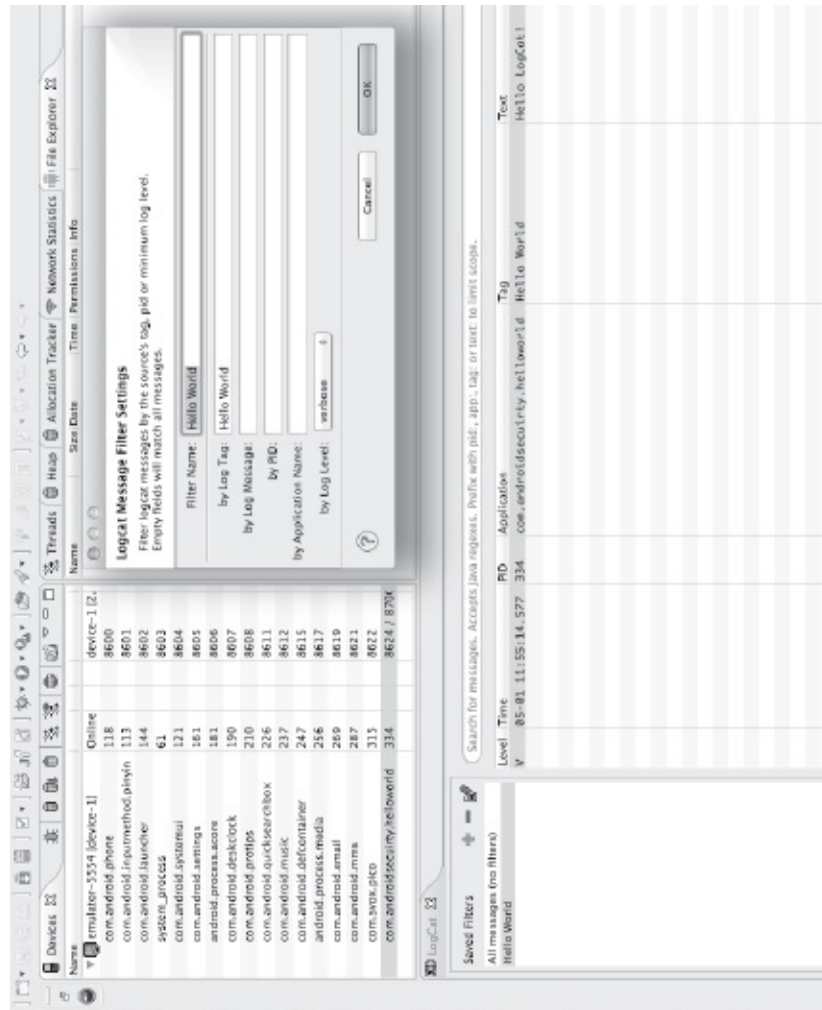 Devices
Name
emulator-5554 [device-1] Online device-1 [2.
com.android.phone 118 8600
com.android.inputmethod.pinyin 113 8601
com.android.launcher 144 8602
system_process 61 8603
com.android.systemui 121 8604
com.android.settings 161 8605
android.process.acore 181 8606
com.android.deskclock 190 8607
com.android.protips 210 8608
com.android.quicksearchbox 226 8611
com.android.music 237 8612
com.android.defcontainer 247 8615
android.process.media 256 8617
com.android.email 269 8619
com.android.mms 287 8621
com.svox.pico 315 8622
com.androidsecuirty.helloworld 334 8624 / 870
Threads Heap Allocation Tracker Network Statistics File Explorer
Name Size Date Time Permissions Info
Logcat Message Filter Settings
Filter logcat messages by the source's tag, pid or minimum log level.
Empty fields will match all messages.
Filter Name: Hello World
by Log Tag: Hello World
by Log Message:
by PID:
by Application Name:
by Log Level: verbose
? Cancel OK
LogCat
Saved Filters + −
All messages (no filters)
Hello World
Search for messages. Accepts Java regexes. Prefix with pid:, app:, tag: or text: to limit scope.
Level Time PID Application Tag Text
V 05-01 11:55:14.577 334 com.androidsecuirty.helloworld Hello World Hello LogCat!